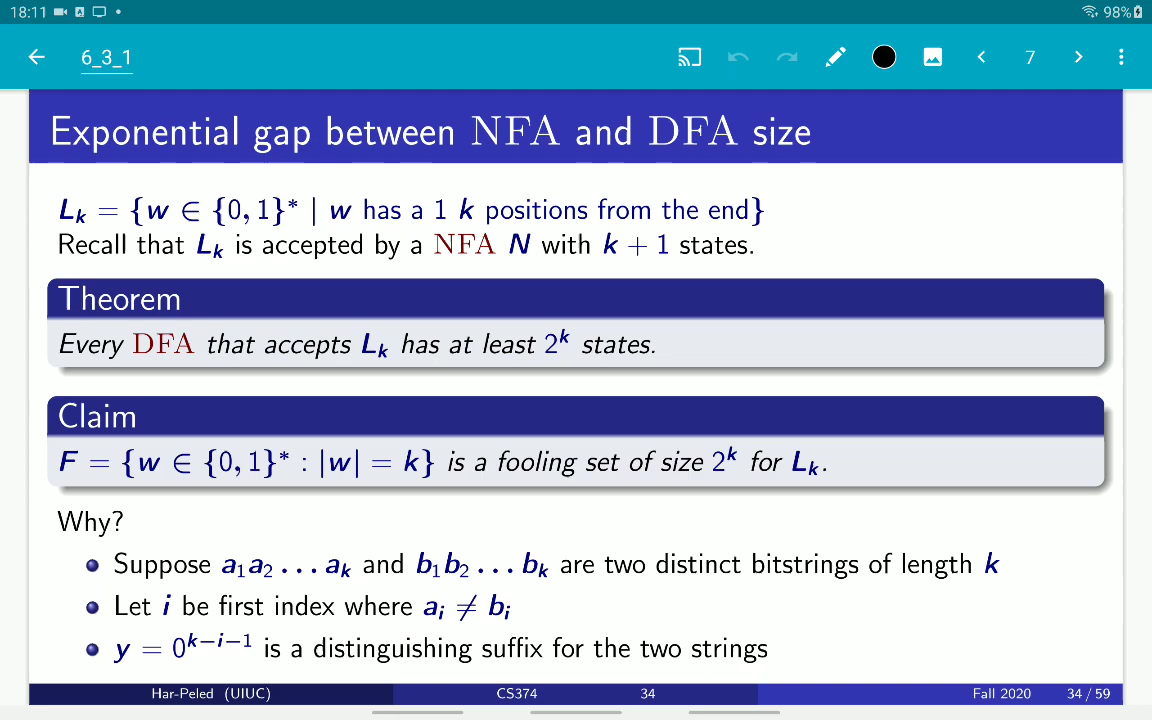 18:11
98%
6_3_1
7
Exponential gap between NFA and DFA size
L_k = {w ∈ {0, 1}* | w has a 1 k positions from the end}
Recall that L_k is accepted by a NFA N with k + 1 states.
Theorem
Every DFA that accepts L_k has at least 2^k states.
Claim
F = {w ∈ {0, 1}* : |w| = k} is a fooling set of size 2^k for L_k.
Why?
Suppose a₁a₂ … a_k and b₁b₂ … b_k are two distinct bitstrings of length k
Let i be first index where a_i ≠ b_i
y = 0^{k−i−1} is a distinguishing suffix for the two strings
Har-Peled (UIUC) CS374 34 Fall 2020 34 / 59